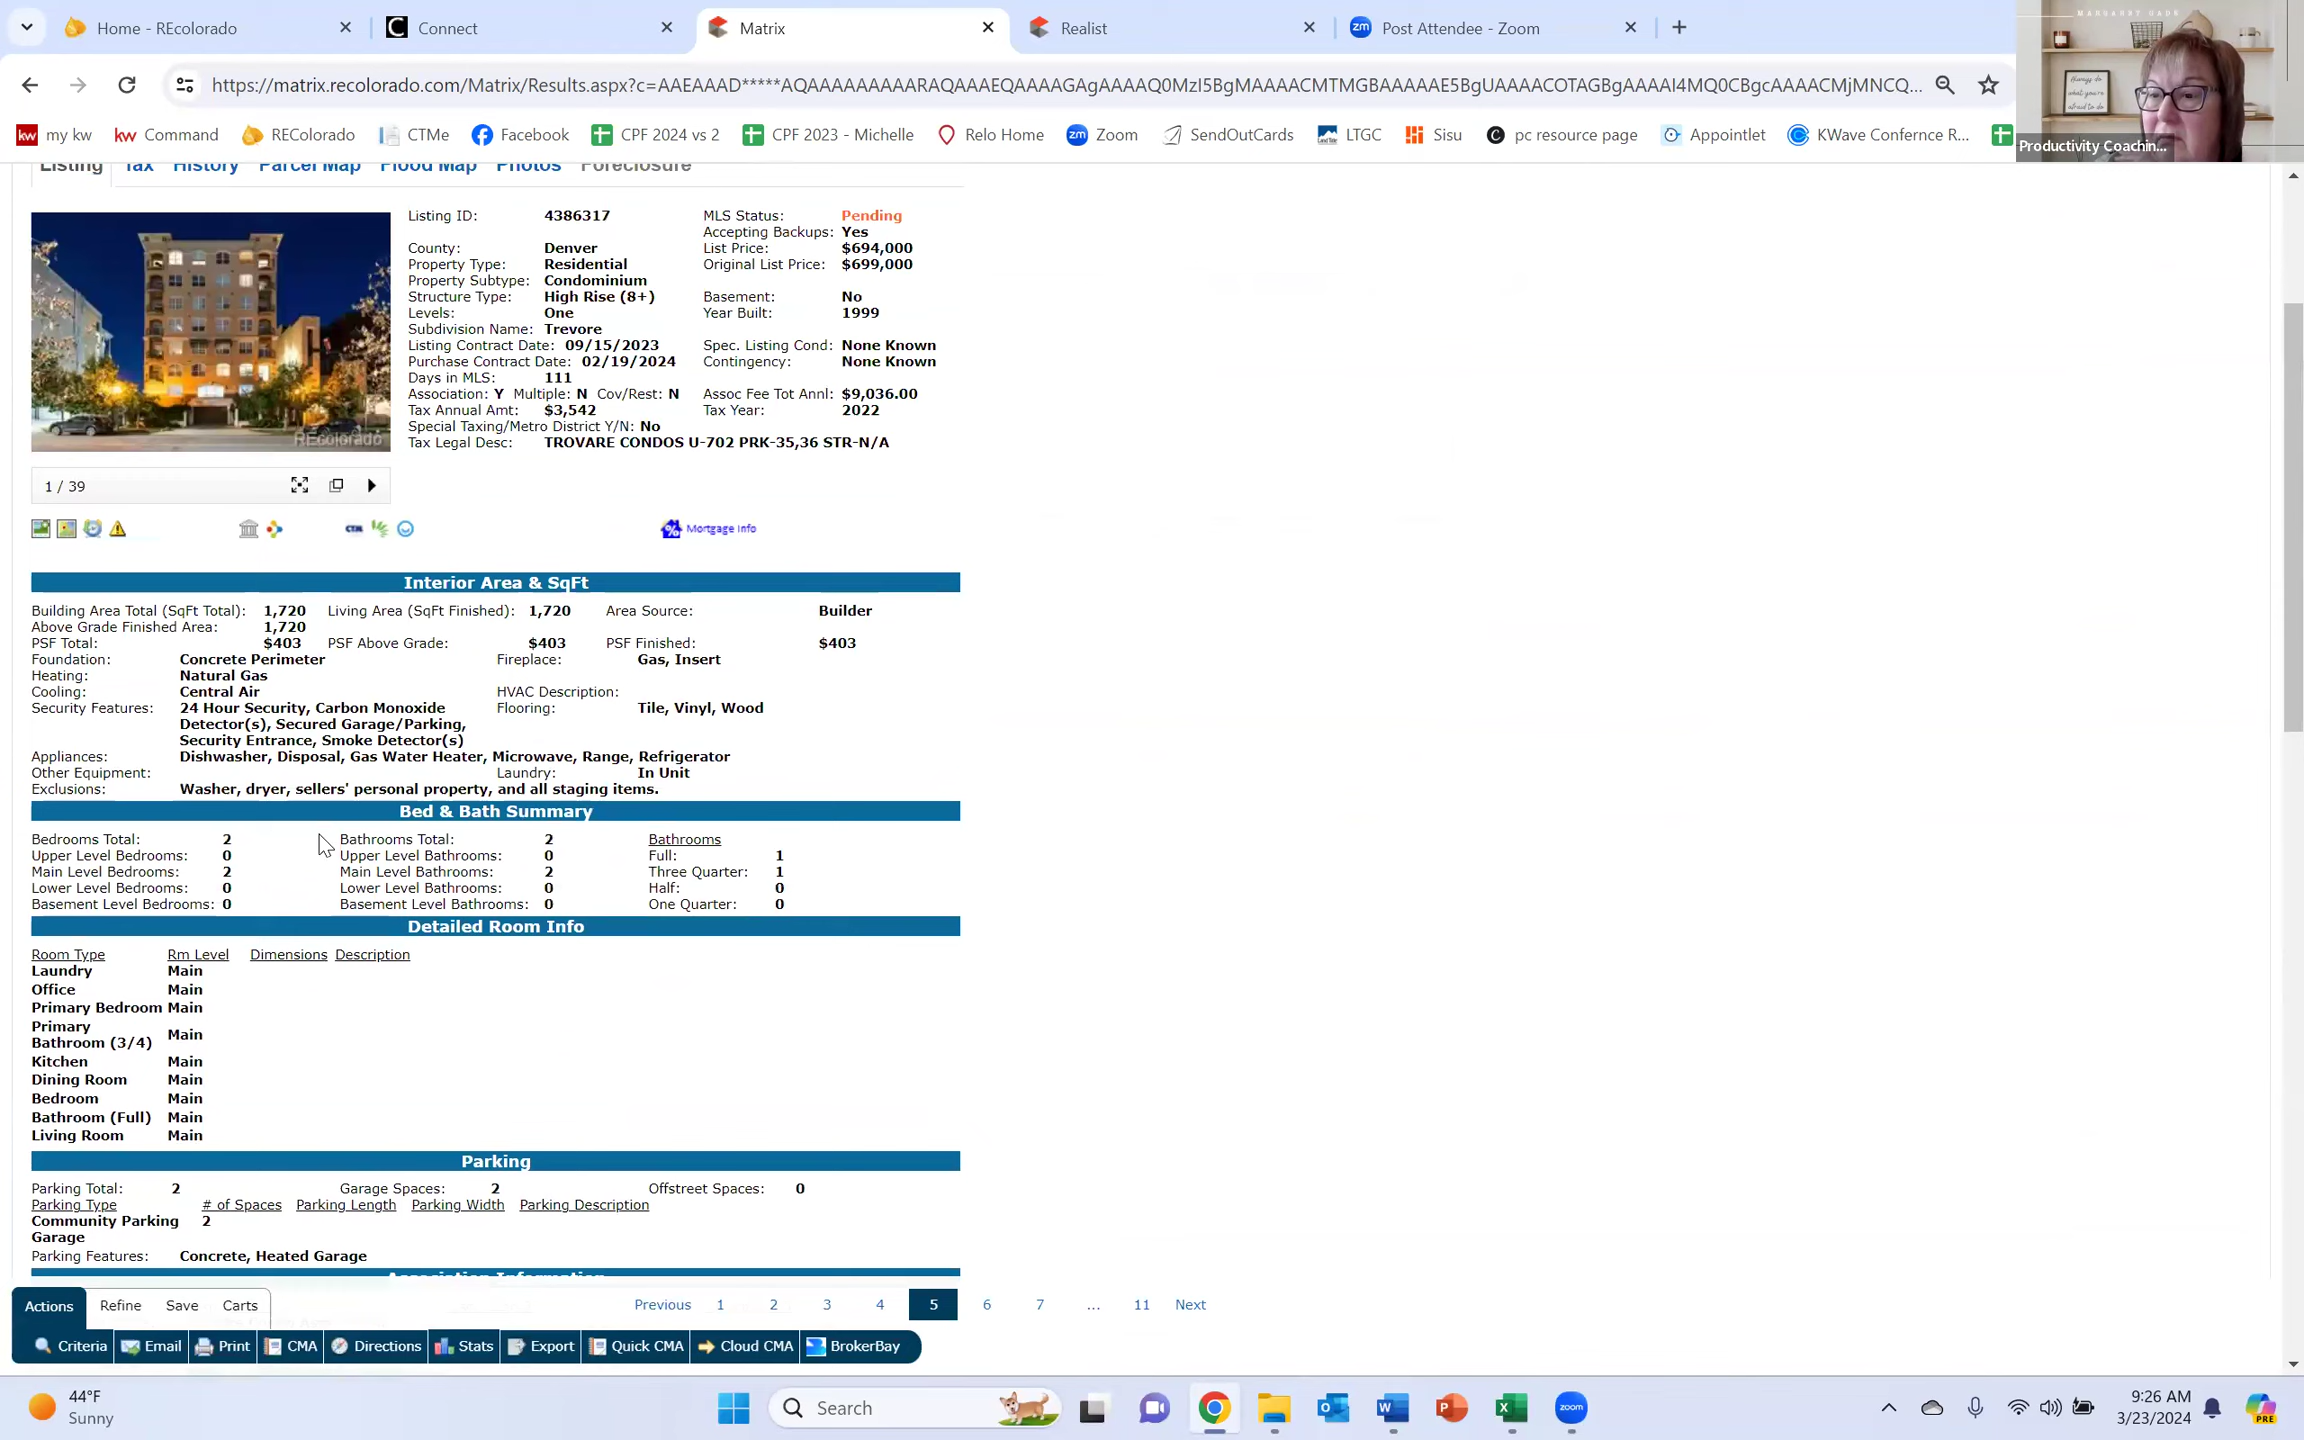 Home - REcolorado
Connect
Matrix
Realist
Post Attendee - Zoom
https://matrix.recolorado.com/Matrix/Results.aspx?c=AAEAAAD*****AQAAAAAAAAARAQAAAEQAAAAGAgAAAAQ0MzI5BgMAAAACMTMGBAAAAAE5BgUAAAACOTAGBgAAAAI4MQ0CBgcAAAACMjMNCQ...
my kw
Command
REColorado
CTMe
Facebook
CPF 2024 vs 2
CPF 2023 - Michelle
Relo Home
Zoom
SendOutCards
LTGC
Sisu
pc resource page
Appointlet
KWave Confernce R...
MARGARET GADE
Productivity Coachin...
Listing Tax History Parcel Map Flood Map Photos Foreclosure
Listing ID: 4386317 MLS Status: Pending
Accepting Backups: Yes
County: Denver List Price: $694,000
Property Type: Residential Original List Price: $699,000
Property Subtype: Condominium
Structure Type: High Rise (8+) Basement: No
Levels: One Year Built: 1999
Subdivision Name: Trevore
Listing Contract Date: 09/15/2023 Spec. Listing Cond: None Known
Purchase Contract Date: 02/19/2024 Contingency: None Known
Days in MLS: 111
Association: Y Multiple: N Cov/Rest: N Assoc Fee Tot Annl: $9,036.00
Tax Annual Amt: $3,542 Tax Year: 2022
Special Taxing/Metro District Y/N: No
Tax Legal Desc: TROVARE CONDOS U-702 PRK-35,36 STR-N/A
REcolorado
1 / 39
CTM
Mortgage Info
Interior Area & SqFt
Building Area Total (SqFt Total): 1,720 Living Area (SqFt Finished): 1,720 Area Source: Builder
Above Grade Finished Area: 1,720
PSF Total: $403 PSF Above Grade: $403 PSF Finished: $403
Foundation: Concrete Perimeter Fireplace: Gas, Insert
Heating: Natural Gas
Cooling: Central Air HVAC Description:
Security Features: 24 Hour Security, Carbon Monoxide Flooring: Tile, Vinyl, Wood
Detector(s), Secured Garage/Parking,
Security Entrance, Smoke Detector(s)
Appliances: Dishwasher, Disposal, Gas Water Heater, Microwave, Range, Refrigerator
Other Equipment: Laundry: In Unit
Exclusions: Washer, dryer, sellers' personal property, and all staging items.
Bed & Bath Summary
Bedrooms Total: 2 Bathrooms Total: 2 Bathrooms
Upper Level Bedrooms: 0 Upper Level Bathrooms: 0 Full: 1
Main Level Bedrooms: 2 Main Level Bathrooms: 2 Three Quarter: 1
Lower Level Bedrooms: 0 Lower Level Bathrooms: 0 Half: 0
Basement Level Bedrooms: 0 Basement Level Bathrooms: 0 One Quarter: 0
Detailed Room Info
Room Type Rm Level Dimensions Description
Laundry Main
Office Main
Primary Bedroom Main
Primary
Bathroom (3/4) Main
Kitchen Main
Dining Room Main
Bedroom Main
Bathroom (Full) Main
Living Room Main
Parking
Parking Total: 2 Garage Spaces: 2 Offstreet Spaces: 0
Parking Type # of Spaces Parking Length Parking Width Parking Description
Community Parking 2
Garage
Parking Features: Concrete, Heated Garage
Association Information
Actions Refine Save Carts
Previous 1 2 3 4 5 6 7 ... 11 Next
Criteria Email Print CMA Directions Stats Export Quick CMA Cloud CMA BrokerBay
44°F
Sunny
Search
zoom
PRE
9:26 AM
3/23/2024